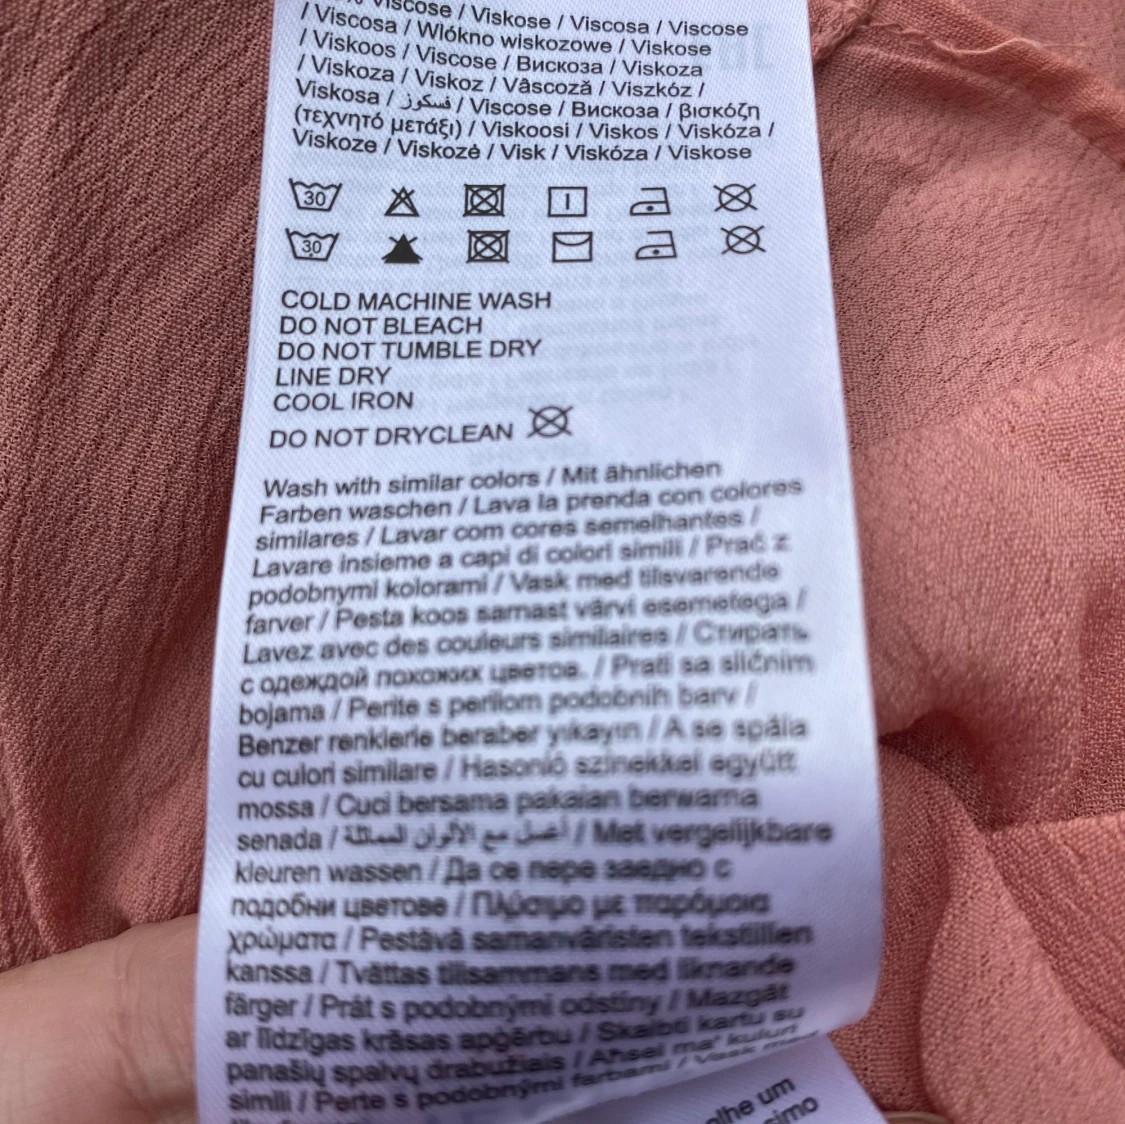 Viscose / Viskose / Viscosa / Viscose
/ Viscosa / Wlókno wiskozowe / Viskose
/ Viskoos / Viscose / Вискоза / Viskoza
/ Viskoza / Viskoz / Vâscoză / Viszkóz /
Viskosa / فسكوز / Viscose / Вискоза / βισκόζη
(τεχνητό μετάξι) / Viskoosi / Viskos / Viskóza /
Viskoze / Viskozė / Visk / Viskóza / Viskose
30
30
COLD MACHINE WASH
DO NOT BLEACH
DO NOT TUMBLE DRY
LINE DRY
COOL IRON
DO NOT DRYCLEAN
Wash with similar colors / Mit ähnlichen
Farben waschen / Lava la prenda con colores
similares / Lavar com cores semelhantes /
Lavare insieme a capi di colori simili / Prać z
podobnymi kolorami / Vask med tilsvarende
farver / Pesta koos samast värvi esemetega /
Lavez avec des couleurs similaires / Стирать
с одеждой похожих цветов. / Prati sa sličnim
bojama / Perite s perilom podobnih barv /
Benzer renklerle beraber yıkayın / A se spăla
cu culori similare / Hasonló színekkel együtt
mossa / Cuci bersama pakaian berwarna
senada / أغسل مع الألوان المماثلة / Met vergelijkbare
kleuren wassen / Да се пере заедно с
подобни цветове / Πλύσιμο με παρόμοια
χρώματα / Pestävä samanväristen tekstiilien
kanssa / Tvättas tillsammans med liknande
färger / Prát s podobnými odstíny / Mazgāt
ar līdzīgas krāsas apģērbu / Skalbti kartu su
panašių spalvų drabužiais / Aħsel ma' kuluri
simili / Perte s podobnými farbami / Vask
olhe um
simo